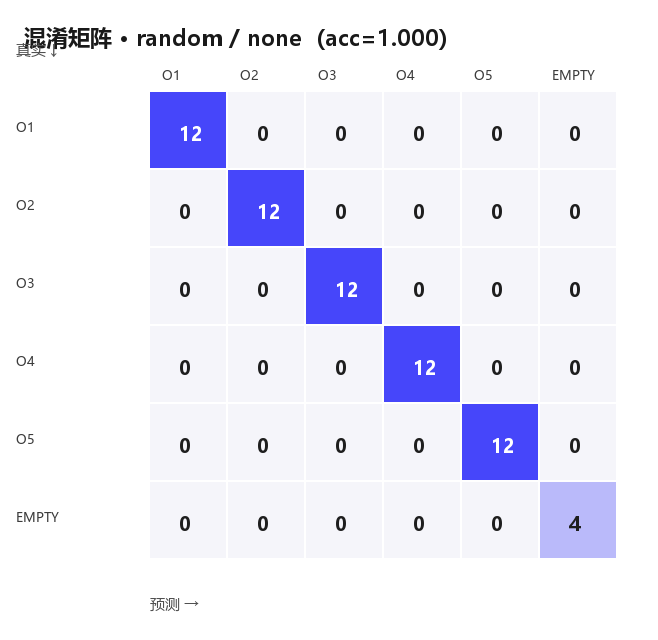 混淆矩阵 • random / none (acc=1.000)
真实 ↓
O1 O2 O3 O4 O5 EMPTY
O1 12 0 0 0 0 0
O2 0 12 0 0 0 0
O3 0 0 12 0 0 0
O4 0 0 0 12 0 0
O5 0 0 0 0 12 0
EMPTY 0 0 0 0 0 4
预测 →